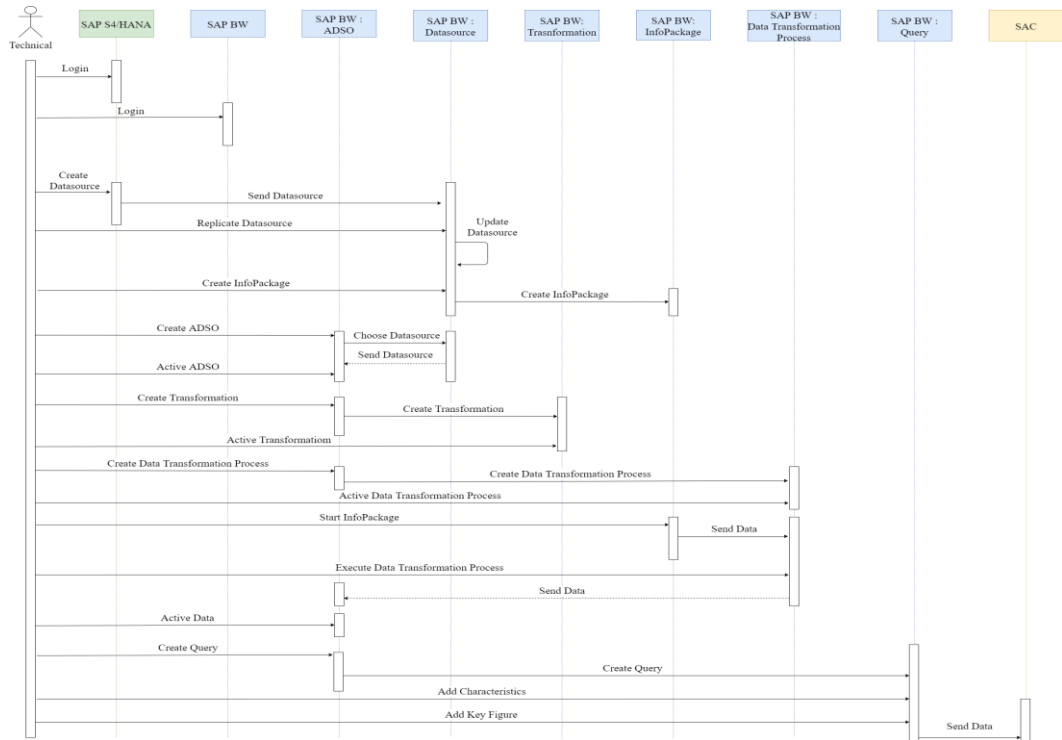 Technical
SAP S4/HANA
SAP BW
SAP BW :
ADSO
SAP BW :
Datasource
SAP BW:
Trasnformation
SAP BW:
InfoPackage
SAP BW :
Data Transformation
Process
SAP BW :
Query
SAC
Login
Login
Create
Datasource
Send Datasource
Replicate Datasource
Update
Datasource
Create InfoPackage
Create InfoPackage
Create ADSO
Choose Datasource
Send Datasource
Active ADSO
Create Transformation
Create Transformation
Active Transformatiom
Create Data Transformation Process
Create Data Transformation Process
Active Data Transformation Process
Start InfoPackage
Send Data
Execute Data Transformation Process
Send Data
Active Data
Create Query
Create Query
Add Characteristics
Add Key Figure
Send Data